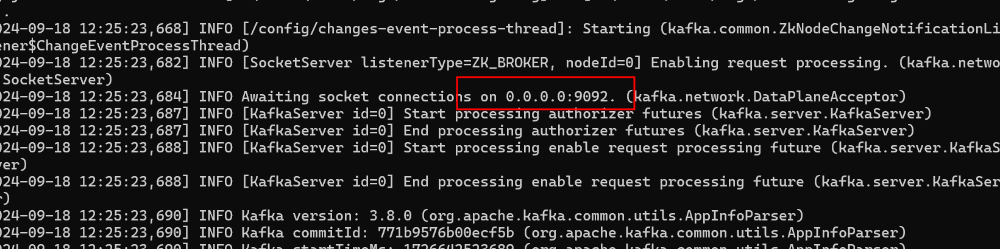 .
024-09-18 12:25:23,668] INFO [/config/changes-event-process-thread]: Starting (kafka.common.ZkNodeChangeNotificationLi
ener$ChangeEventProcessThread)
024-09-18 12:25:23,682] INFO [SocketServer listenerType=ZK_BROKER, nodeId=0] Enabling request processing. (kafka.netwo
.SocketServer)
024-09-18 12:25:23,684] INFO Awaiting socket connections on 0.0.0.0:9092. (kafka.network.DataPlaneAcceptor)
024-09-18 12:25:23,687] INFO [KafkaServer id=0] Start processing authorizer futures (kafka.server.KafkaServer)
024-09-18 12:25:23,687] INFO [KafkaServer id=0] End processing authorizer futures (kafka.server.KafkaServer)
024-09-18 12:25:23,688] INFO [KafkaServer id=0] Start processing enable request processing future (kafka.server.KafkaS
ver)
024-09-18 12:25:23,688] INFO [KafkaServer id=0] End processing enable request processing future (kafka.server.KafkaSer
r)
024-09-18 12:25:23,690] INFO Kafka version: 3.8.0 (org.apache.kafka.common.utils.AppInfoParser)
024-09-18 12:25:23,690] INFO Kafka commitId: 771b9576b00ecf5b (org.apache.kafka.common.utils.AppInfoParser)
024-09-18 12:25:23,690] INFO Kafka startTimeMs: 1726642523689 (org.apache.kafka.common.utils.AppInfoParser)